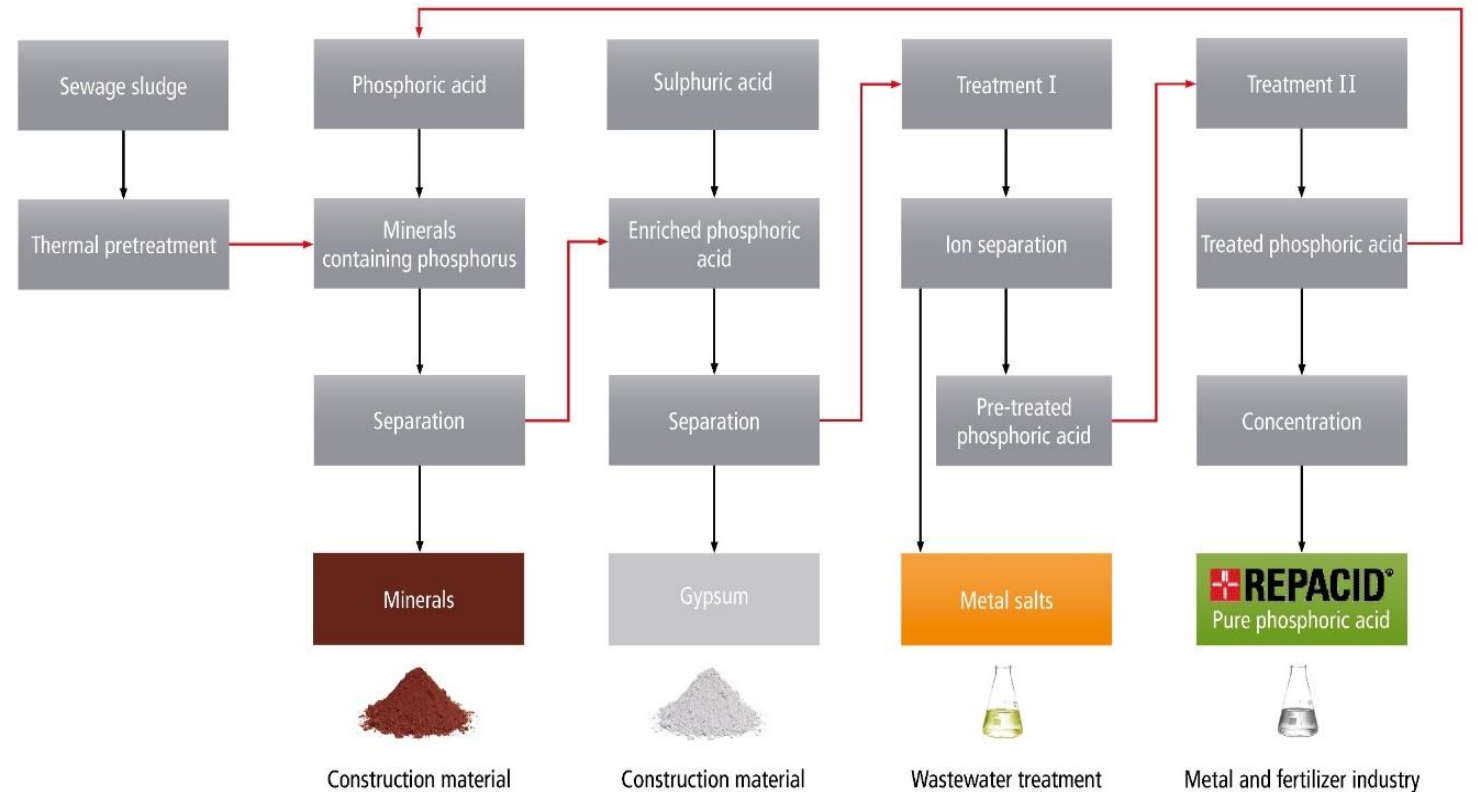 Sewage sludge
Phosphoric acid
Sulphuric acid
Treatment I
Treatment II
Thermal pretreatment
Minerals
containing phosphorus
Enriched phosphoric
acid
Ion separation
Treated phosphoric acid
Separation
Separation
Pre-treated
phosphoric acid
Concentration
Minerals
Gypsum
Metal salts
REPACID®
Pure phosphoric acid
Construction material
Construction material
Wastewater treatment
Metal and fertilizer industry